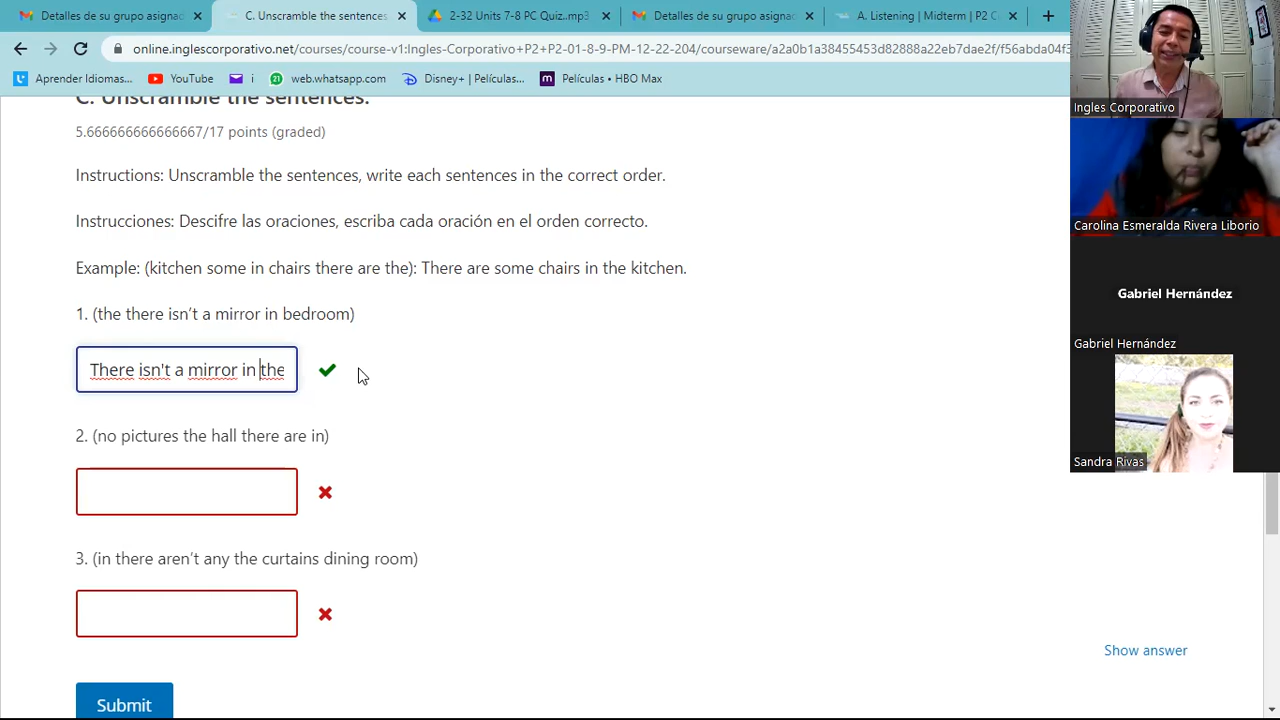 Detalles de su grupo asignad
C. Unscramble the sentences.
P02 Units 7-8 PC Quiz.mp3
Detalles de su grupo asignad
A. Listening | Midterm | P2 C
online.inglescorporativo.net/courses/course-v1:Ingles-Corporativo+P2+P2-01-8-9-PM-12-22-204/courseware/a2a0b1a38455453d82888a22eb7dae2f/f56abda04f3
Aprender Idiomas...
YouTube
i
web.whatsapp.com
Disney+ | Películas...
Películas • HBO Max
C. Unscramble the sentences.
5.666666666666667/17 points (graded)
Instructions: Unscramble the sentences, write each sentences in the correct order.
Instrucciones: Descifre las oraciones, escriba cada oración en el orden correcto.
Example: (kitchen some in chairs there are the): There are some chairs in the kitchen.
1. (the there isn’t a mirror in bedroom)
There isn't a mirror in the
2. (no pictures the hall there are in)
3. (in there aren’t any the curtains dining room)
Show answer
Submit
Ingles Corporativo
Carolina Esmeralda Rivera Liborio
Gabriel Hernández
Gabriel Hernández
Sandra Rivas